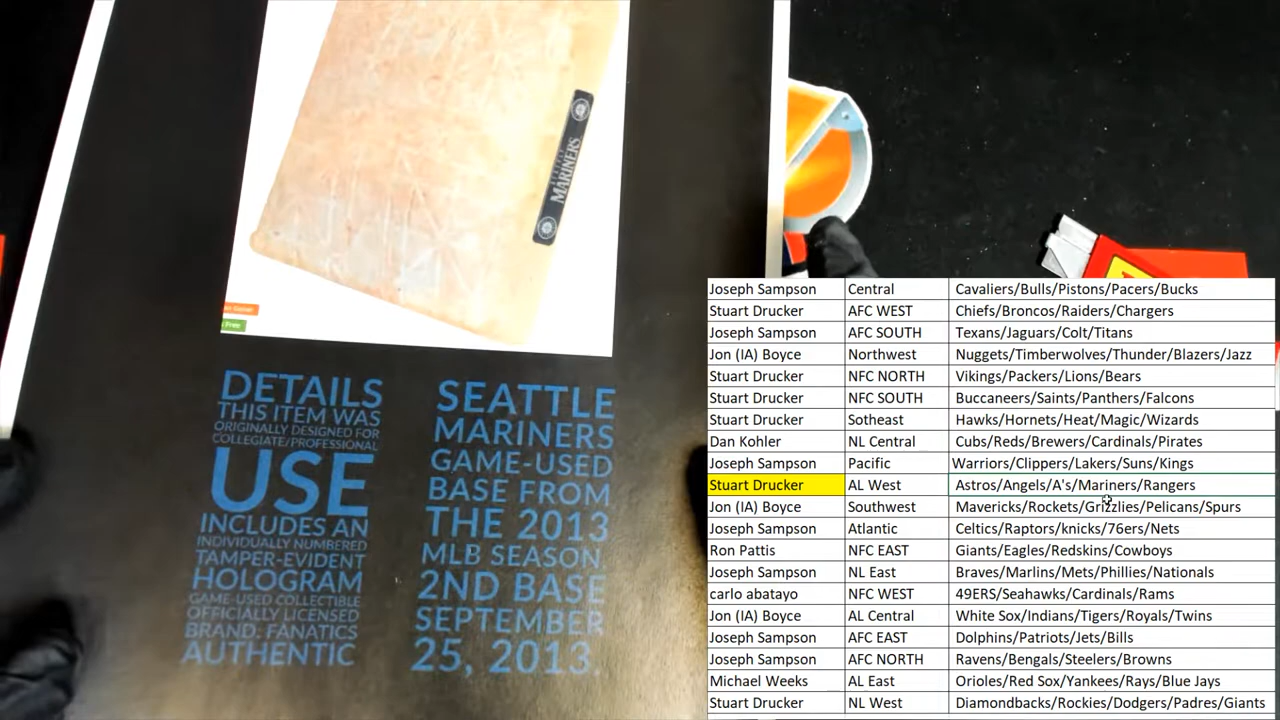 MARINERS
DETAILS
THIS ITEM WAS
ORIGINALLY DESIGNED FOR
COLLEGIATE/PROFESSIONAL
USE
INCLUDES AN
INDIVIDUALLY NUMBERED
TAMPER-EVIDENT
HOLOGRAM
GAME-USED COLLECTIBLE
OFFICIALLY LICENSED
BRAND: FANATICS
AUTHENTIC
SEATTLE
MARINERS
GAME-USED
BASE FROM
THE 2013
MLB SEASON
2ND BASE
SEPTEMBER
25, 2013.
Joseph Sampson Central Cavaliers/Bulls/Pistons/Pacers/Bucks
Stuart Drucker AFC WEST Chiefs/Broncos/Raiders/Chargers
Joseph Sampson AFC SOUTH Texans/Jaguars/Colt/Titans
Jon (IA) Boyce Northwest Nuggets/Timberwolves/Thunder/Blazers/Jazz
Stuart Drucker NFC NORTH Vikings/Packers/Lions/Bears
Stuart Drucker NFC SOUTH Buccaneers/Saints/Panthers/Falcons
Stuart Drucker Sotheast Hawks/Hornets/Heat/Magic/Wizards
Dan Kohler NL Central Cubs/Reds/Brewers/Cardinals/Pirates
Joseph Sampson Pacific Warriors/Clippers/Lakers/Suns/Kings
Stuart Drucker AL West Astros/Angels/A's/Mariners/Rangers
Jon (IA) Boyce Southwest Mavericks/Rockets/Grizzlies/Pelicans/Spurs
Joseph Sampson Atlantic Celtics/Raptors/knicks/76ers/Nets
Ron Pattis NFC EAST Giants/Eagles/Redskins/Cowboys
Joseph Sampson NL East Braves/Marlins/Mets/Phillies/Nationals
carlo abatayo NFC WEST 49ERS/Seahawks/Cardinals/Rams
Jon (IA) Boyce AL Central White Sox/Indians/Tigers/Royals/Twins
Joseph Sampson AFC EAST Dolphins/Patriots/Jets/Bills
Joseph Sampson AFC NORTH Ravens/Bengals/Steelers/Browns
Michael Weeks AL East Orioles/Red Sox/Yankees/Rays/Blue Jays
Stuart Drucker NL West Diamondbacks/Rockies/Dodgers/Padres/Giants